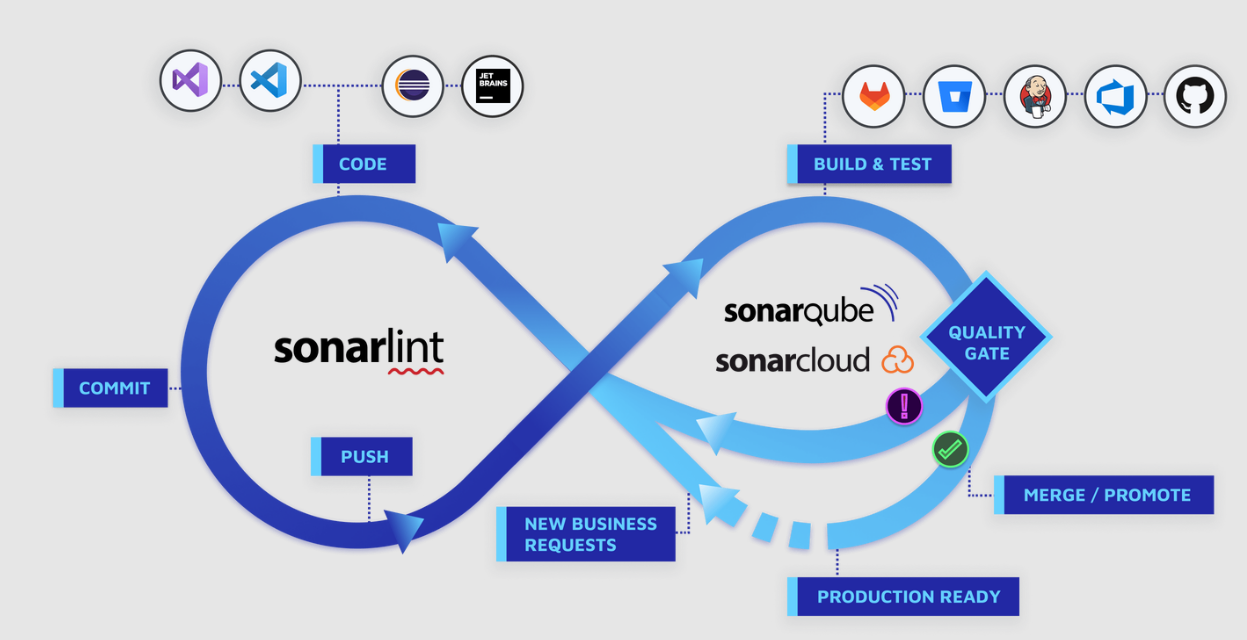 JET
BRAINS
CODE
BUILD & TEST
sonarlint
sonarqube
sonarcloud
QUALITY
GATE
COMMIT
PUSH
NEW BUSINESS
REQUESTS
MERGE / PROMOTE
PRODUCTION READY